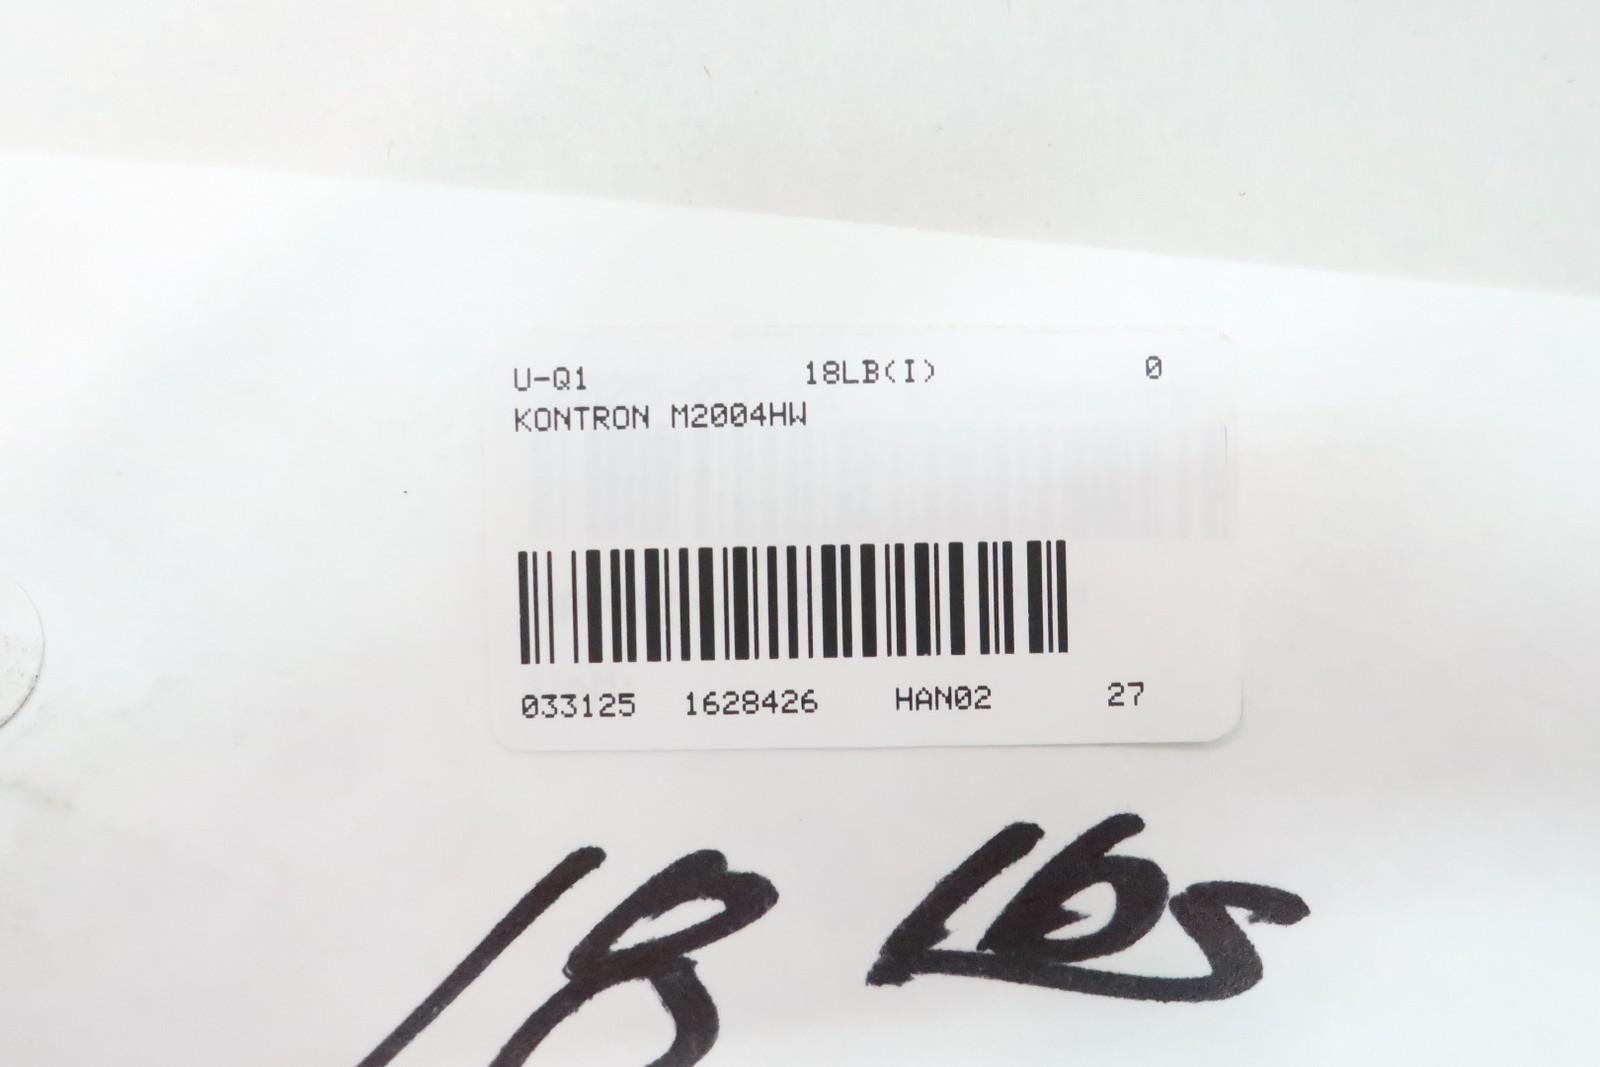 U-Q1 18LB(I) 0
KONTRON M2004HW
033125 1628426 HAN02 27
18 Lbs